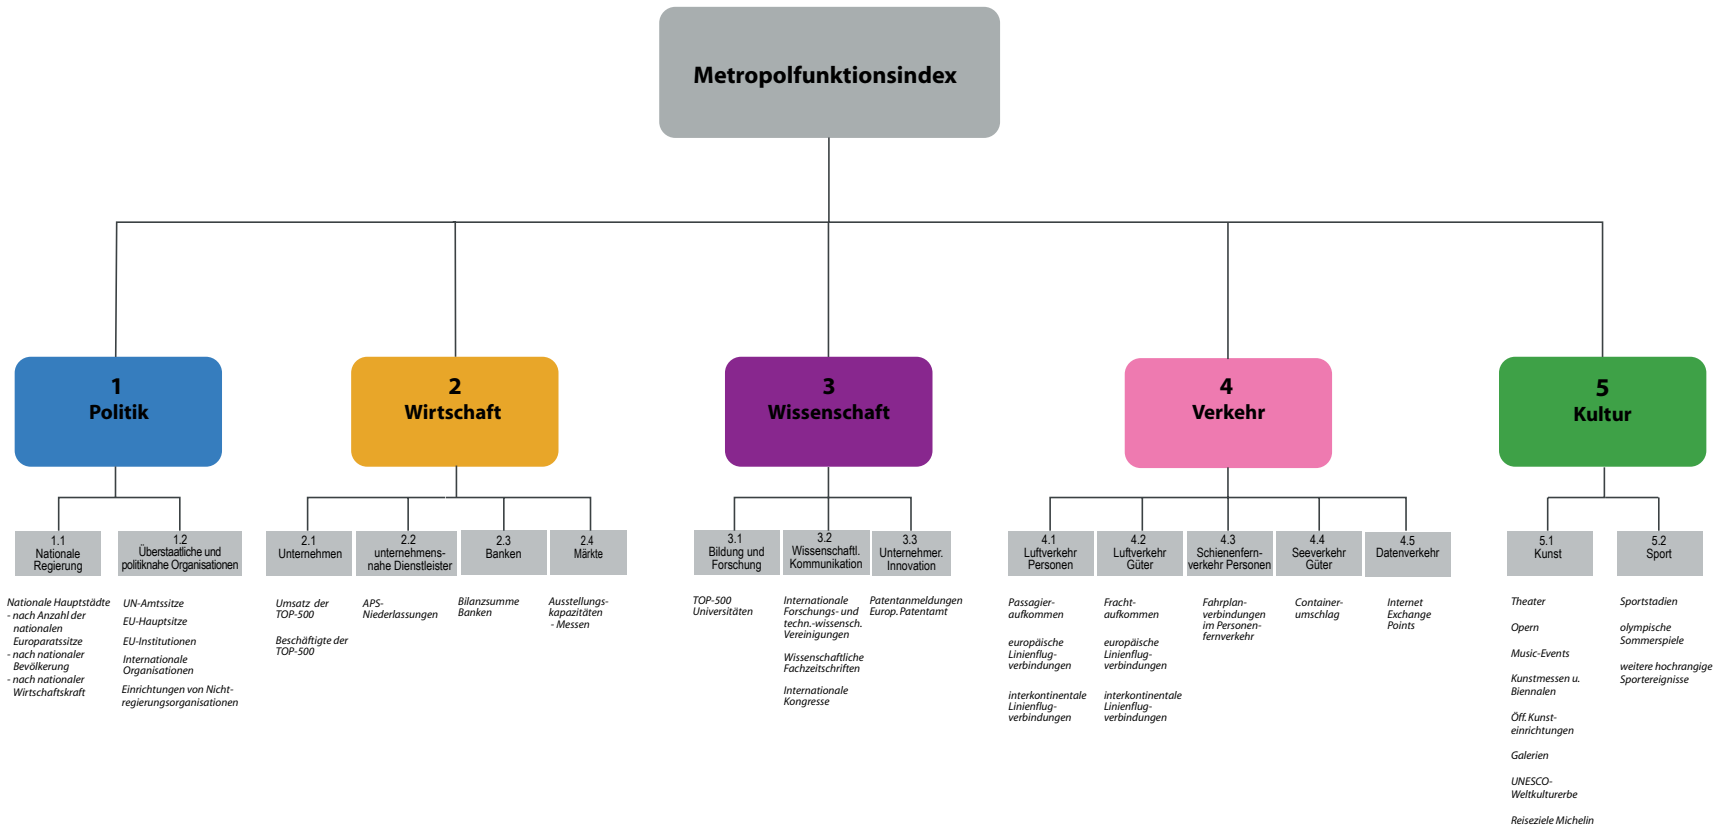 Metropolfunktionsindex
1
Politik
2
Wirtschaft
3
Wissenschaft
4
Verkehr
5
Kultur
1.1
Nationale
Regierung
1.2
Überstaatliche und
politiknahe Organisationen
2.1
Unternehmen
2.2
unternehmens-
nahe Dienstleister
2.3
Banken
2.4
Märkte
3.1
Bildung und
Forschung
3.2
Wissenschaftl.
Kommunikation
3.3
Unternehmer.
Innovation
4.1
Luftverkehr
Personen
4.2
Luftverkehr
Güter
4.3
Schienenfern-
verkehr Personen
4.4
Seeverkehr
Güter
4.5
Datenverkehr
5.1
Kunst
5.2
Sport
Nationale Hauptstädte
- nach Anzahl der
nationalen
Europaratssitze
- nach nationaler
Bevölkerung
- nach nationaler
Wirtschaftskraft
UN-Amtssitze
EU-Hauptsitze
EU-Institutionen
Internationale
Organisationen
Einrichtungen von Nicht-
regierungsorganisationen
Umsatz der
TOP-500
Beschäftigte der
TOP-500
APS-
Niederlassungen
Bilanzsumme
Banken
Ausstellungs-
kapazitäten
- Messen
TOP-500
Universitäten
Internationale
Forschungs- und
techn.-wissensch.
Vereinigungen
Wissenschaftliche
Fachzeitschriften
Internationale
Kongresse
Patentanmeldungen
Europ. Patentamt
Passagier-
aufkommen
europäische
Linienflug-
verbindungen
interkontinentale
Linienflug-
verbindungen
Fracht-
aufkommen
europäische
Linienflug-
verbindungen
interkontinentale
Linienflug-
verbindungen
Fahrplan-
verbindungen
im Personen-
fernverkehr
Container-
umschlag
Internet
Exchange
Points
Theater
Opern
Music-Events
Kunstmessen u.
Biennalen
Öff. Kunst-
einrichtungen
Galerien
UNESCO-
Weltkulturerbe
Reiseziele Michelin
Sportstadien
olympische
Sommerspiele
weitere hochrangige
Sportereignisse